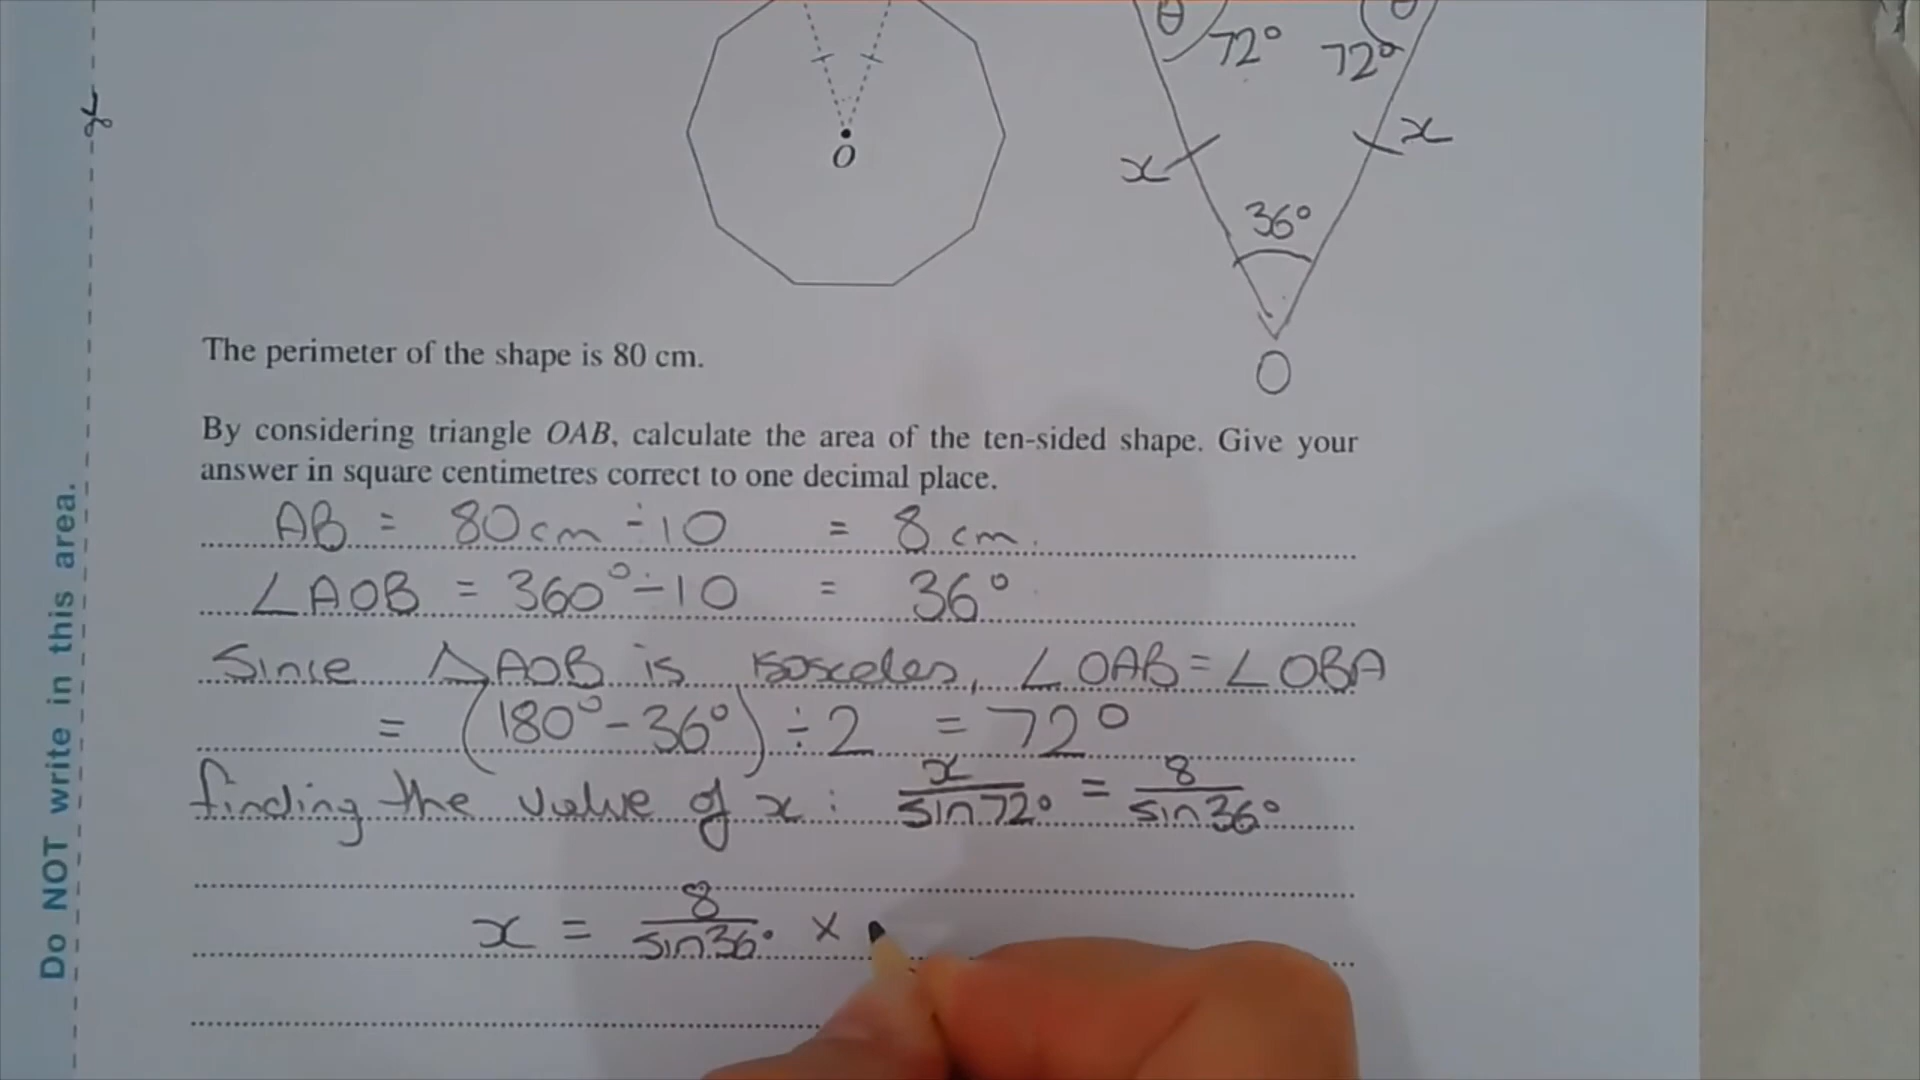 θ 72° 72° θ
x x
36°
O
O
The perimeter of the shape is 80 cm.
By considering triangle OAB, calculate the area of the ten-sided shape. Give your
answer in square centimetres correct to one decimal place.
AB = 80cm ÷ 10 = 8 cm.
∠AOB = 360° ÷ 10 = 36°
Since △AOB is isosceles, ∠OAB = ∠OBA
= (180° - 36°) ÷ 2 = 72°
finding the value of x: x/sin72° = 8/sin36°
x = 8/sin36° ×
Do NOT write in this area.